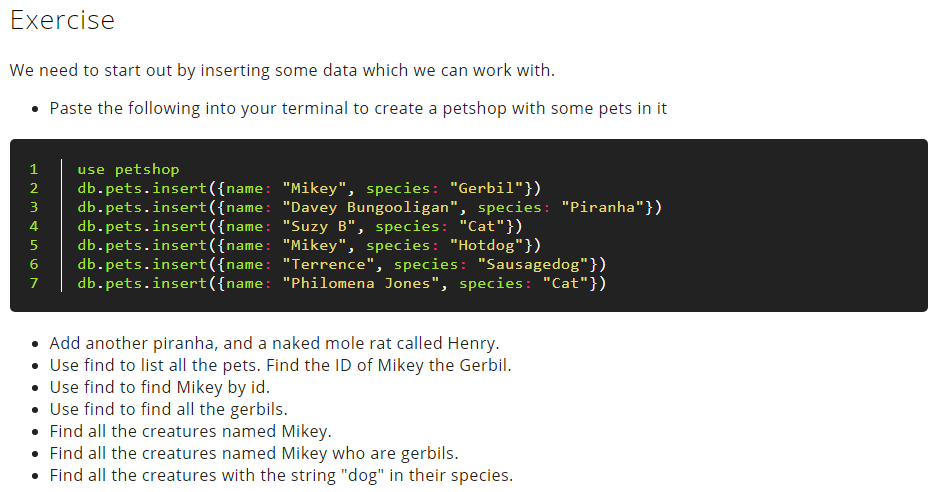 Exercise
We need to start out by inserting some data which we can work with.
• Paste the following into your terminal to create a petshop with some pets in it
1 use petshop
2 db.pets.insert({name: "Mikey", species: "Gerbil"})
3 db.pets.insert({name: "Davey Bungooligan", species: "Piranha"})
4 db.pets.insert({name: "Suzy B", species: "Cat"})
5 db.pets.insert({name: "Mikey", species: "Hotdog"})
6 db.pets.insert({name: "Terrence", species: "Sausagedog"})
7 db.pets.insert({name: "Philomena Jones", species: "Cat"})
• Add another piranha, and a naked mole rat called Henry.
• Use find to list all the pets. Find the ID of Mikey the Gerbil.
• Use find to find Mikey by id.
• Use find to find all the gerbils.
• Find all the creatures named Mikey.
• Find all the creatures named Mikey who are gerbils.
• Find all the creatures with the string "dog" in their species.